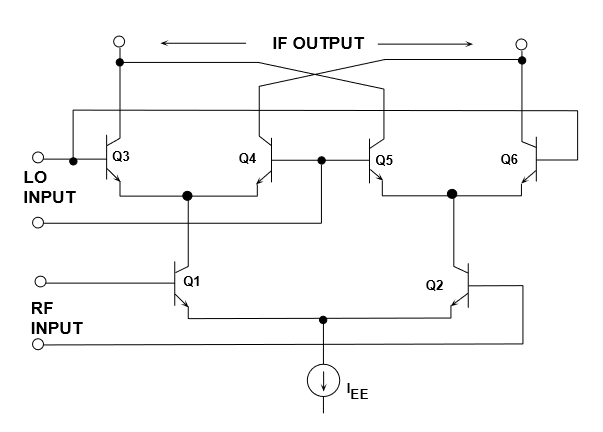 IF OUTPUT
Q3
Q4
Q5
Q6
LO
INPUT
Q1
Q2
RF
INPUT
IEE